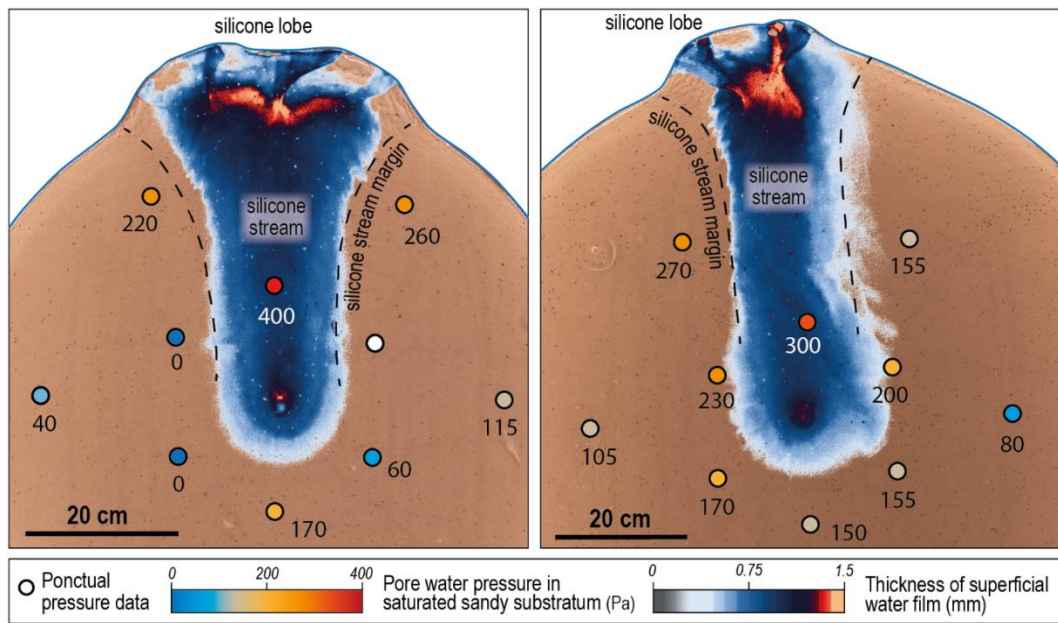 silicone lobe
220
260
silicone
stream
silicone stream margin
400
0
40
115
0
60
170
20 cm
silicone lobe
silicone stream margin
silicone
stream
270
155
300
230
200
105
80
170
155
150
20 cm
Ponctual
pressure data
0 200 400
Pore water pressure in
saturated sandy substratum (Pa)
0 0.75 1.5
Thickness of superficial
water film (mm)